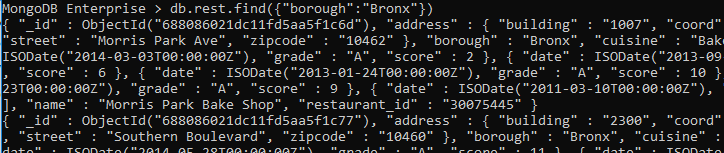 MongoDB Enterprise > db.rest.find({"borough":"Bronx"})
{ "_id" : ObjectId("688086021dc11fd5aa5f1c6d"), "address" : { "building" : "1007", "coord"
"street" : "Morris Park Ave", "zipcode" : "10462" }, "borough" : "Bronx", "cuisine" : "Bak
ISODate("2014-03-03T00:00:00Z"), "grade" : "A", "score" : 2 }, { "date" : ISODate("2013-09
, "score" : 6 }, { "date" : ISODate("2013-01-24T00:00:00Z"), "grade" : "A", "score" : 10 }
23T00:00:00Z"), "grade" : "A", "score" : 9 }, { "date" : ISODate("2011-03-10T00:00:00Z"),
], "name" : "Morris Park Bake Shop", "restaurant_id" : "30075445" }
{ "_id" : ObjectId("688086021dc11fd5aa5f1c77"), "address" : { "building" : "2300", "coord"
, "street" : "Southern Boulevard", "zipcode" : "10460" }, "borough" : "Bronx", "cuisine" :
date" : ISODate("2014-05-28T00:00:00Z"), "grade" : "A", "score" : 11 }, { "date" : ISODate